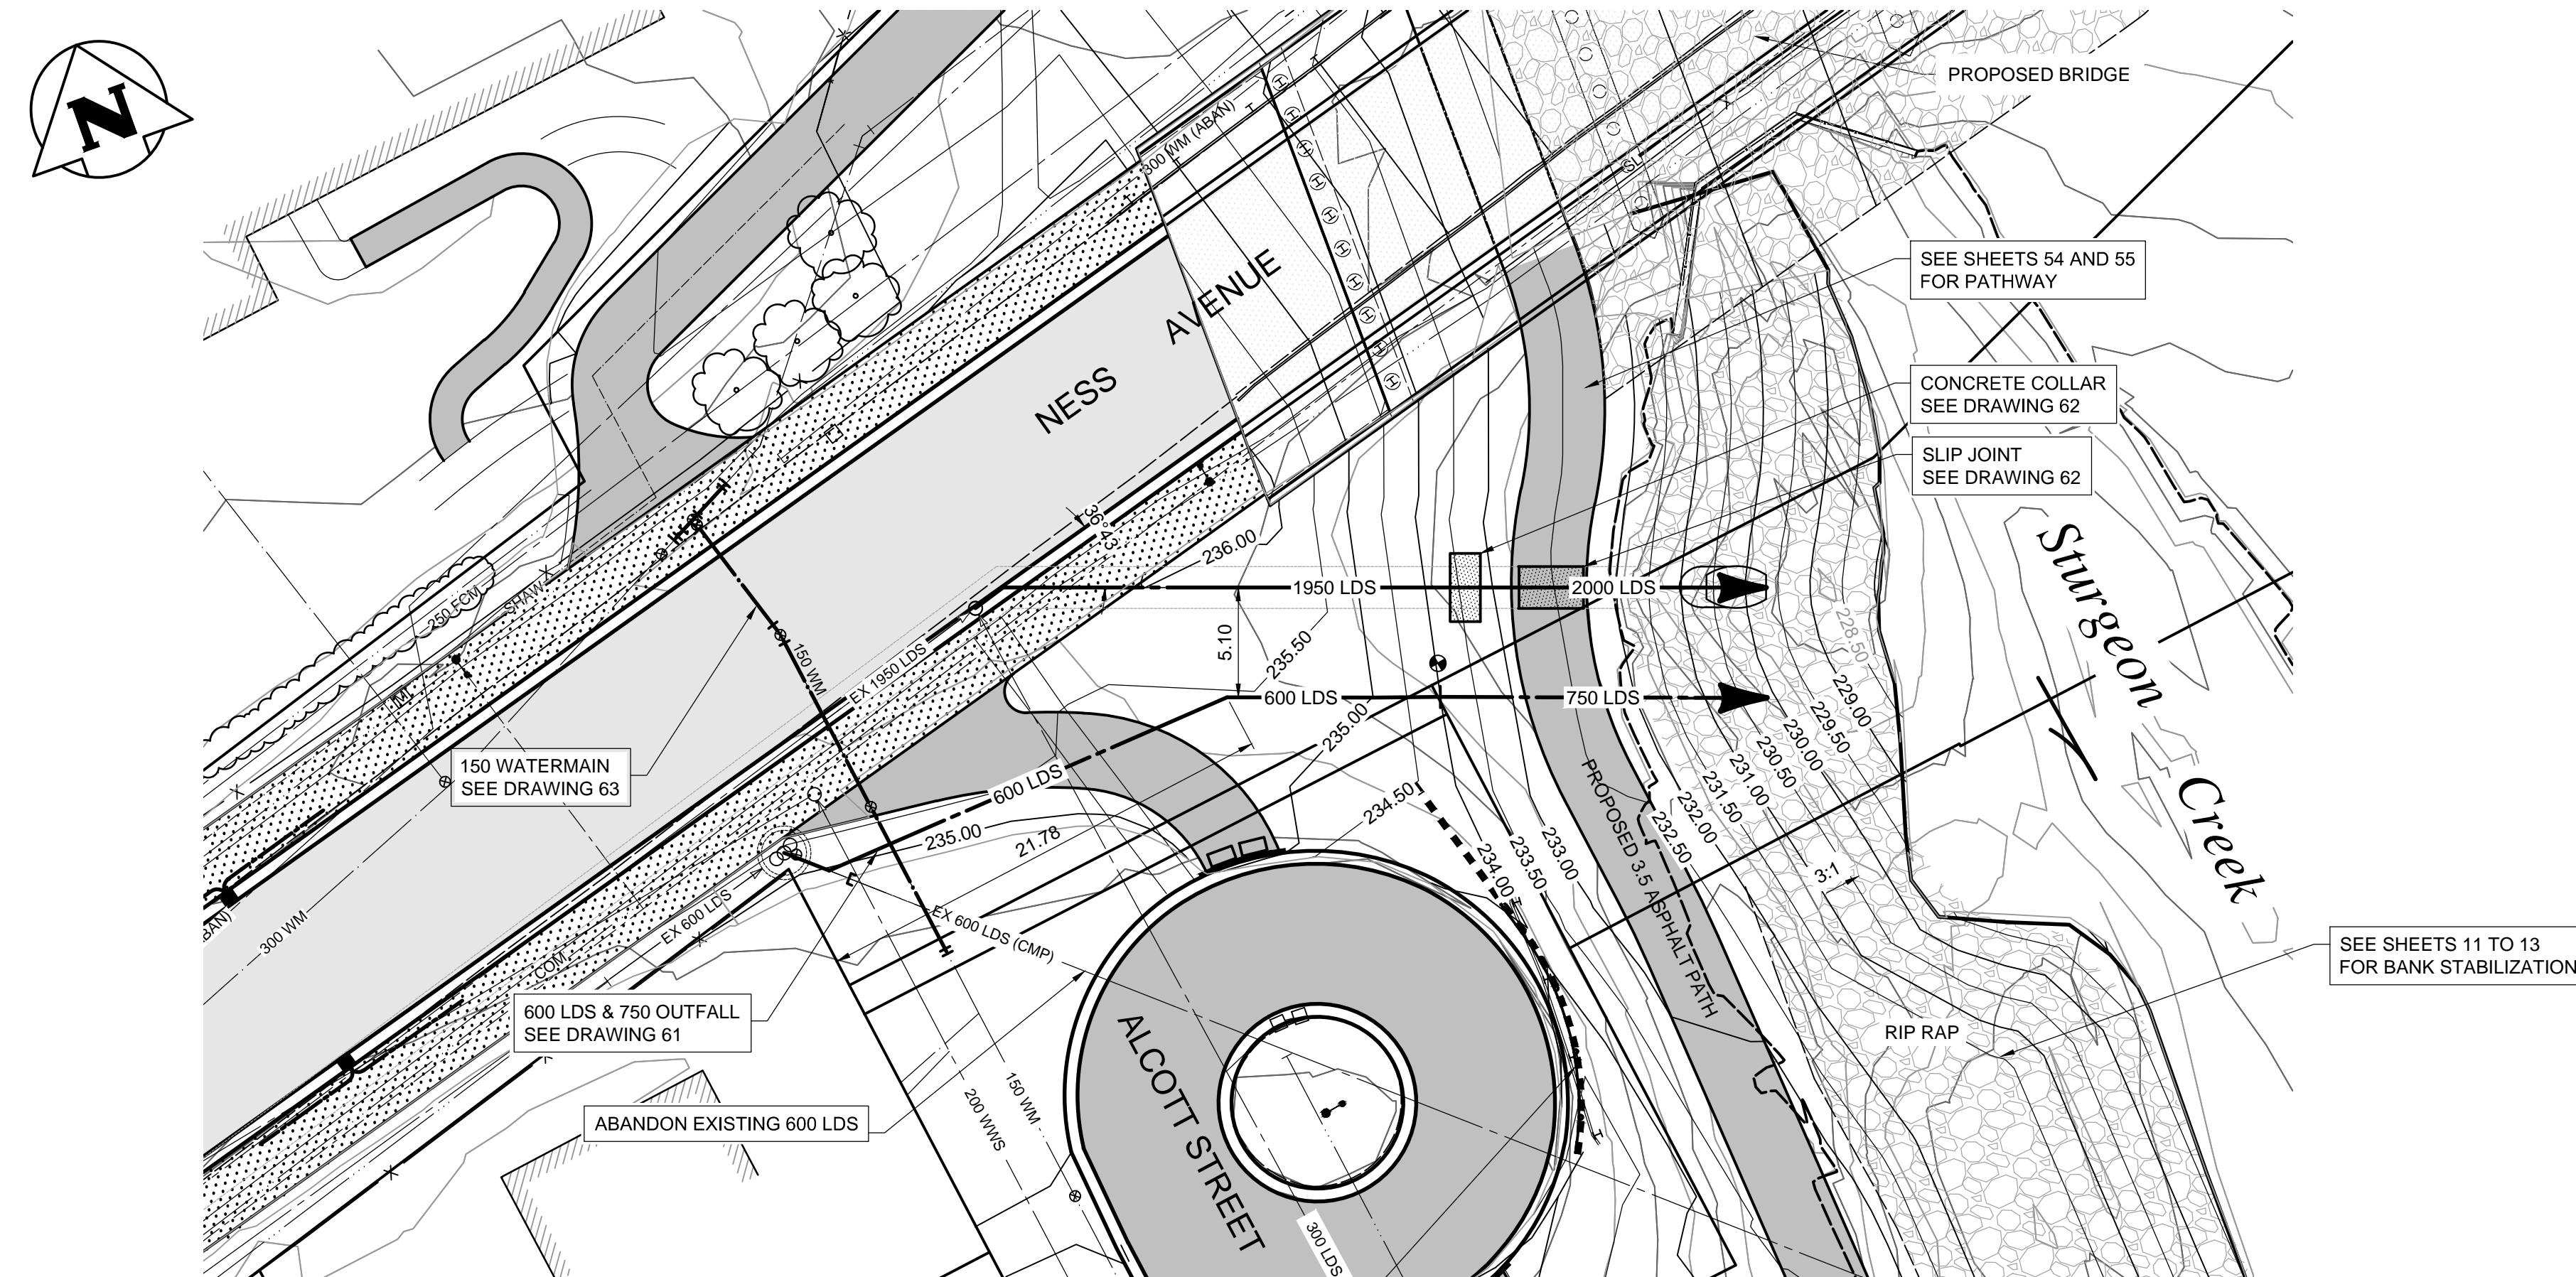 N
PROPOSED BRIDGE
300 WM (ABAN)
SL
SEE SHEETS 54 AND 55
FOR PATHWAY
NESS AVENUE
CONCRETE COLLAR
SEE DRAWING 62
SLIP JOINT
SEE DRAWING 62
36°43'
236.00
1950 LDS
2000 LDS
250 FCM
SHAW
5.10
235.50
228.50
Sturgeon Creek
150 WM
EX 1950 LDS
600 LDS
750 LDS
229.00
229.50
230.00
230.50
231.00
231.50
232.00
232.50
235.00
150 WATERMAIN
SEE DRAWING 63
600 LDS
234.50
235.00
21.78
233.00
233.50
234.00
PROPOSED 3.5 ASPHALT PATH
3:1
EX 600 LDS
EX 600 LDS (CMP)
300 WM
BAN)
COM
SEE SHEETS 11 TO 13
FOR BANK STABILIZATION
600 LDS & 750 OUTFALL
SEE DRAWING 61
RIP RAP
ALCOTT STREET
150 WM
200 WWS
ABANDON EXISTING 600 LDS
300 LDS